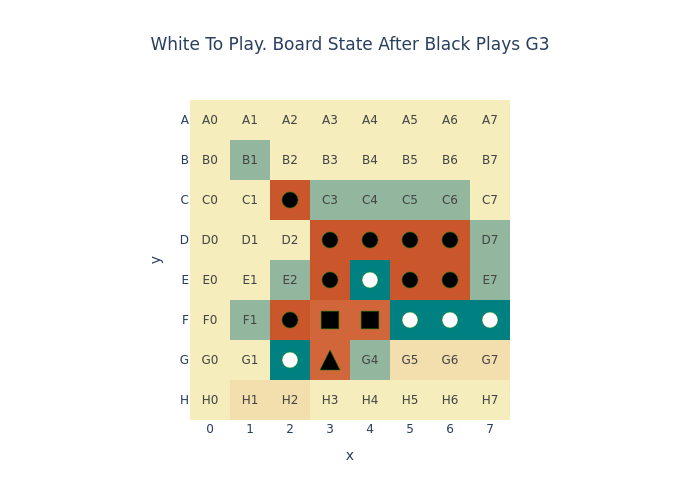 White To Play. Board State After Black Plays G3
A A0 A1 A2 A3 A4 A5 A6 A7
B B0 B1 B2 B3 B4 B5 B6 B7
C C0 C1 C3 C4 C5 C6 C7
D D0 D1 D2 D7
E E0 E1 E2 E7
F F0 F1
G G0 G1 G4 G5 G6 G7
H H0 H1 H2 H3 H4 H5 H6 H7
0 1 2 3 4 5 6 7
x
y